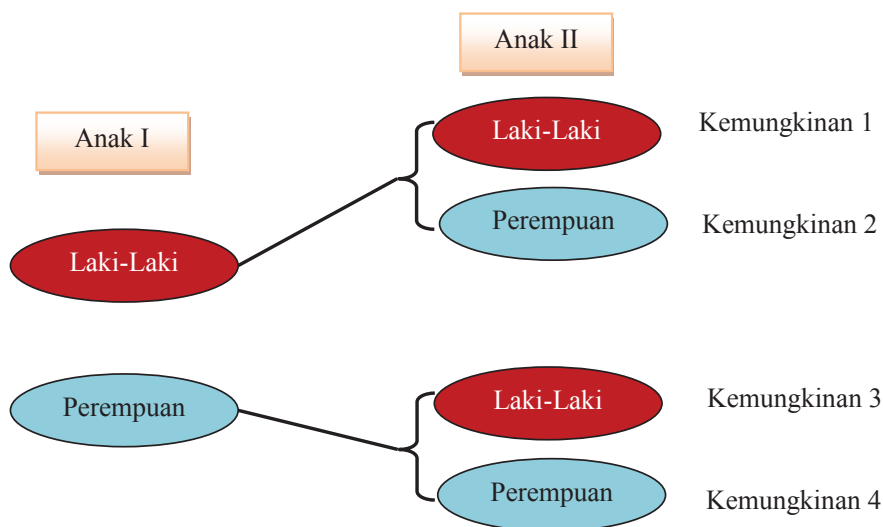 Anak II
Anak I
Laki-Laki
Kemungkinan 1
Perempuan
Kemungkinan 2
Laki-Laki
Perempuan
Laki-Laki
Kemungkinan 3
Perempuan
Kemungkinan 4